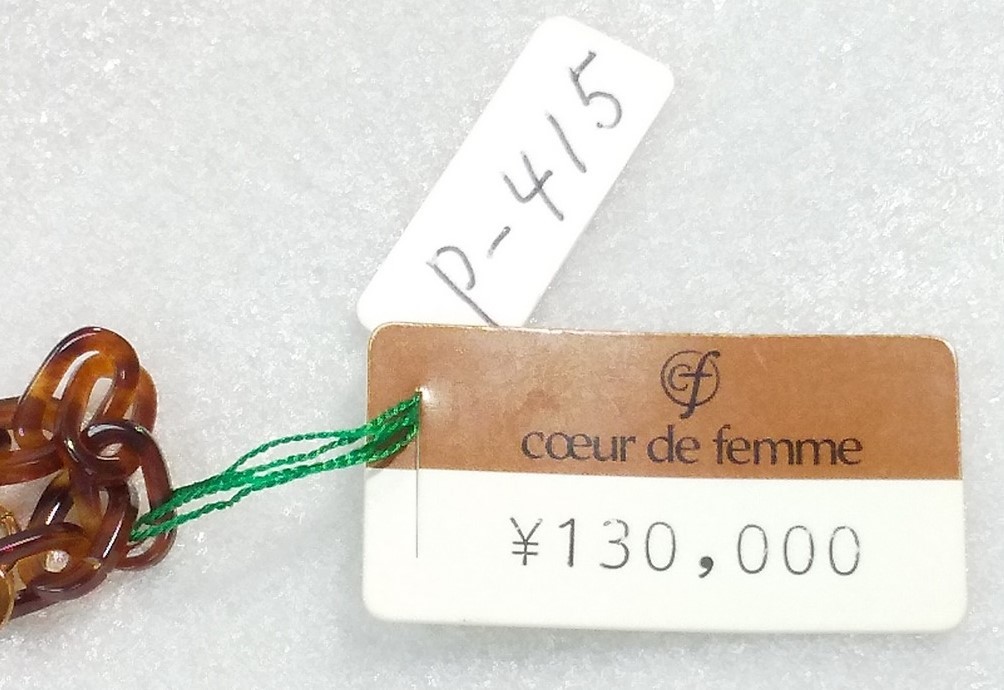 P-415
cf
cœur de femme
¥130,000